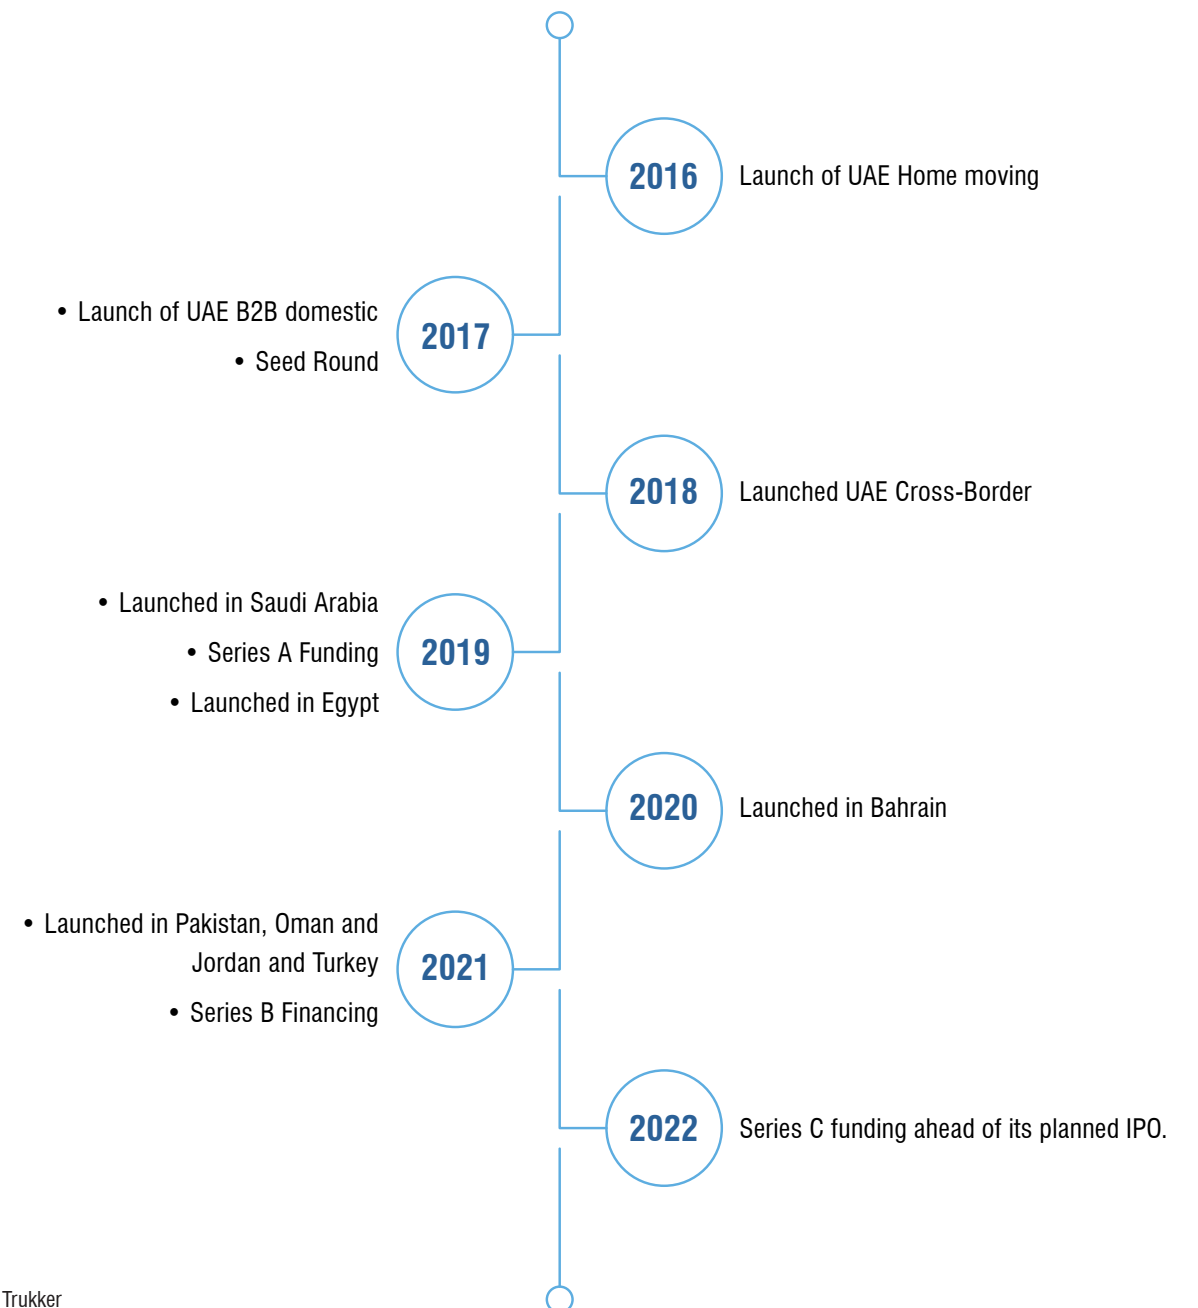 2016
Launch of UAE Home moving
• Launch of UAE B2B domestic
• Seed Round
2017
2018
Launched UAE Cross-Border
• Launched in Saudi Arabia
• Series A Funding
• Launched in Egypt
2019
2020
Launched in Bahrain
• Launched in Pakistan, Oman and
Jordan and Turkey
• Series B Financing
2021
2022
Series C funding ahead of its planned IPO.
Trukker